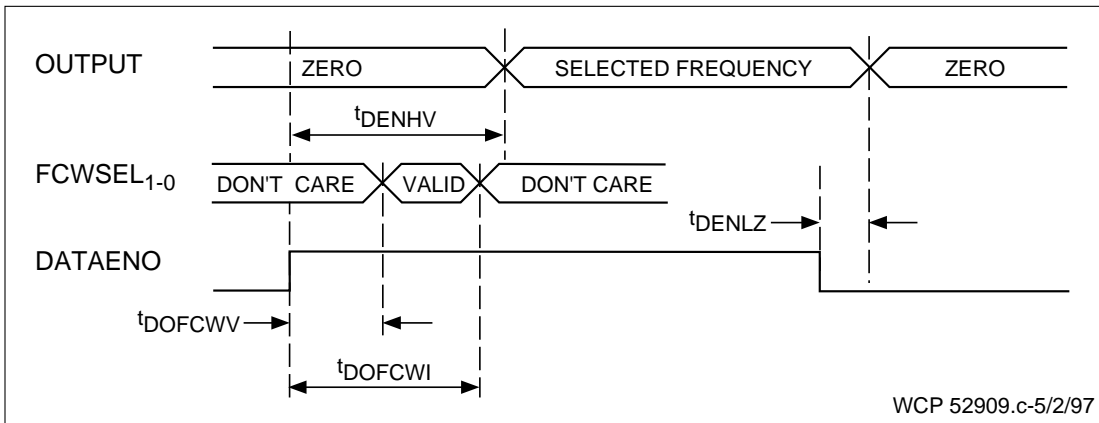 OUTPUT
ZERO
SELECTED FREQUENCY
ZERO
tDENHV
FCWSEL1-0
DON'T CARE
VALID
DON'T CARE
tDENLZ
DATAENO
tDOFCWV
tDOFCWI
WCP 52909.c-5/2/97